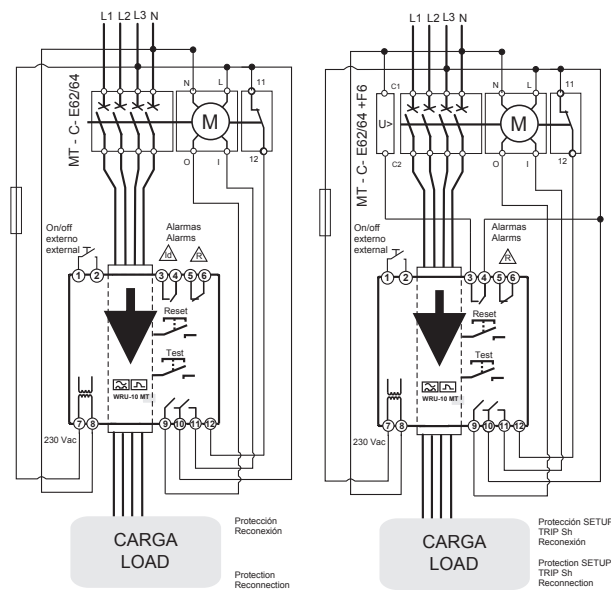 L1 L2 L3 N
N
L
11
MT - C- E62/64
M
O
I
12
On/off
externo
external
Alarmas
Alarms
Id
R
1
2
3
4
5
6
Reset
Test
WRU-10 MT
230 Vac
7
8
9
10
11
12
CARGA
LOAD
Protección
Reconexión
Protection
Reconnection
L1 L2 L3 N
C1
N
L
11
MT - C- E62/64 +F6
U>
M
C2
O
I
12
On/off
externo
external
Alarmas
Alarms
R
1
2
3
4
5
6
Reset
Test
WRU-10 MT
230 Vac
7
8
9
10
11
12
CARGA
LOAD
Protección SETUP
TRIP Sh
Reconexión
Protection SETUP
TRIP Sh
Reconnection